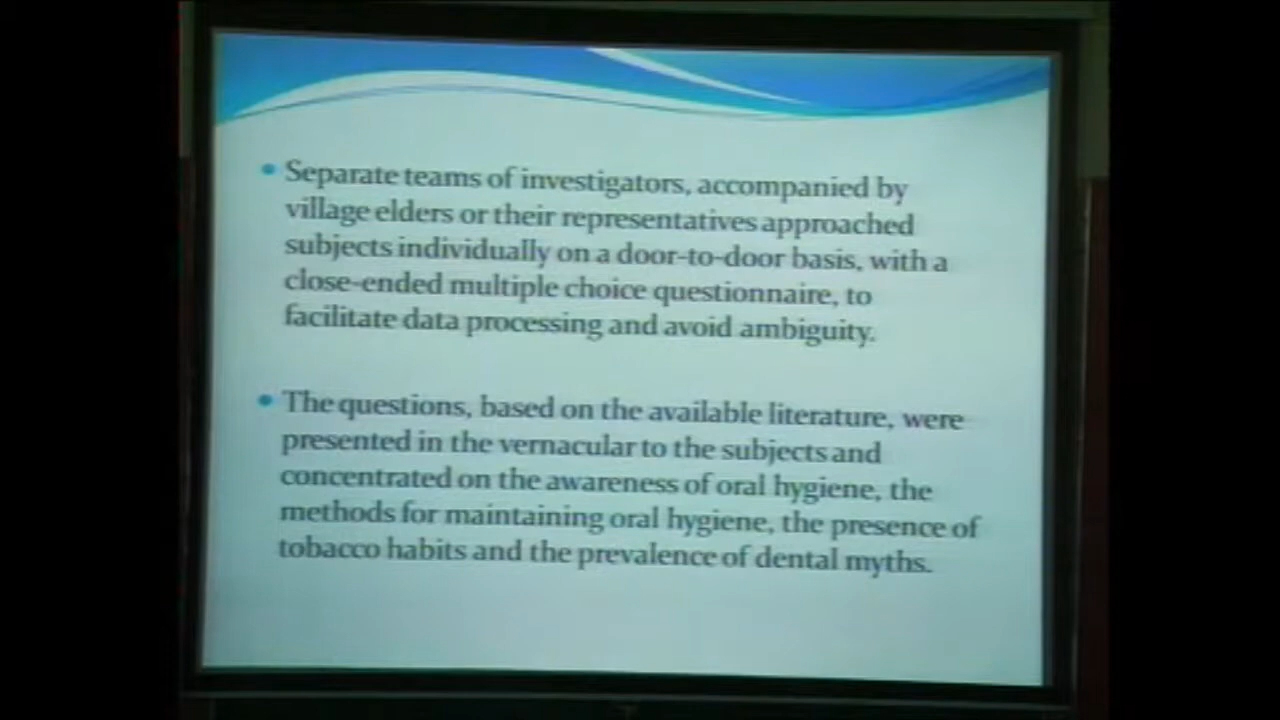 • Separate teams of investigators, accompanied by
village elders or their representatives approached
subjects individually on a door-to-door basis, with a
close-ended multiple choice questionnaire, to
facilitate data processing and avoid ambiguity.
• The questions, based on the available literature, were
presented in the vernacular to the subjects and
concentrated on the awareness of oral hygiene, the
methods for maintaining oral hygiene, the presence of
tobacco habits and the prevalence of dental myths.